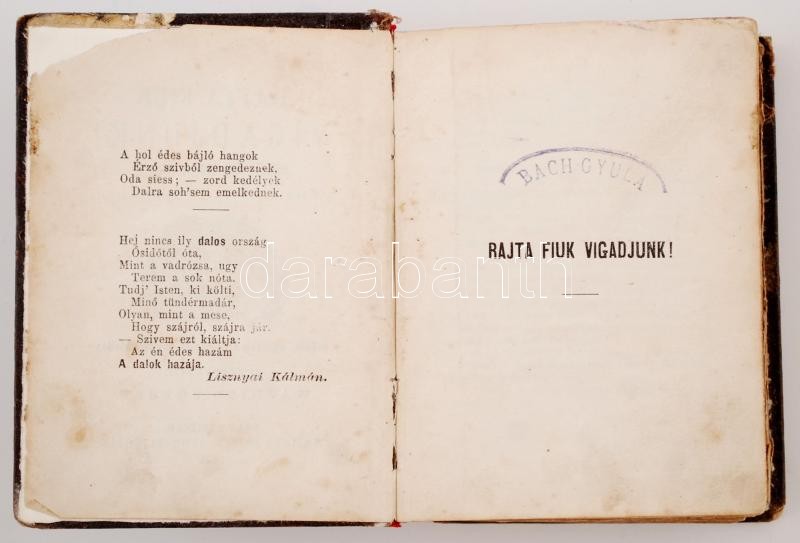 A hol édes bájló hangok
Érző szivből zengedeznek,
Oda siess; — zord kedélyek
Dalra soh'sem emelkednek.
Hej nincs ily dalos ország
Ősidőtől óta,
Mint a vadrózsa, ugy
Terem a sok nóta.
Tudj' Isten, ki költi,
Minő tündérmadár,
Olyan, mint a mese,
Hogy szájról, szájra jár.
— Szivem ezt kiáltja:
Az én édes hazám
A dalok hazája.
Lisznyai Kálmán.
BACH GYULA
RAJTA FIUK VIGADJUNK!
darabanth